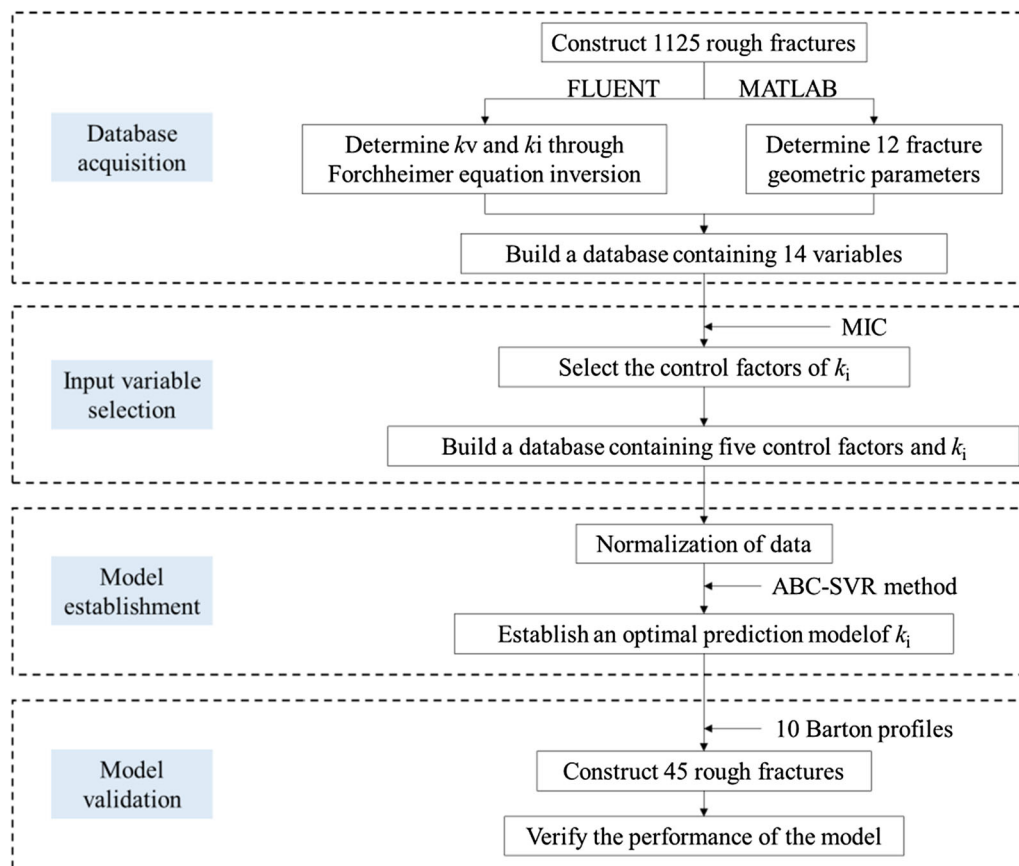 Construct 1125 rough fractures
FLUENT
MATLAB
Database
acquisition
Determine kv and ki through
Forchheimer equation inversion
Determine 12 fracture
geometric parameters
Build a database containing 14 variables
MIC
Input variable
selection
Select the control factors of ki
Build a database containing five control factors and ki
Normalization of data
Model
establishment
ABC-SVR method
Establish an optimal prediction modelof ki
10 Barton profiles
Model
validation
Construct 45 rough fractures
Verify the performance of the model